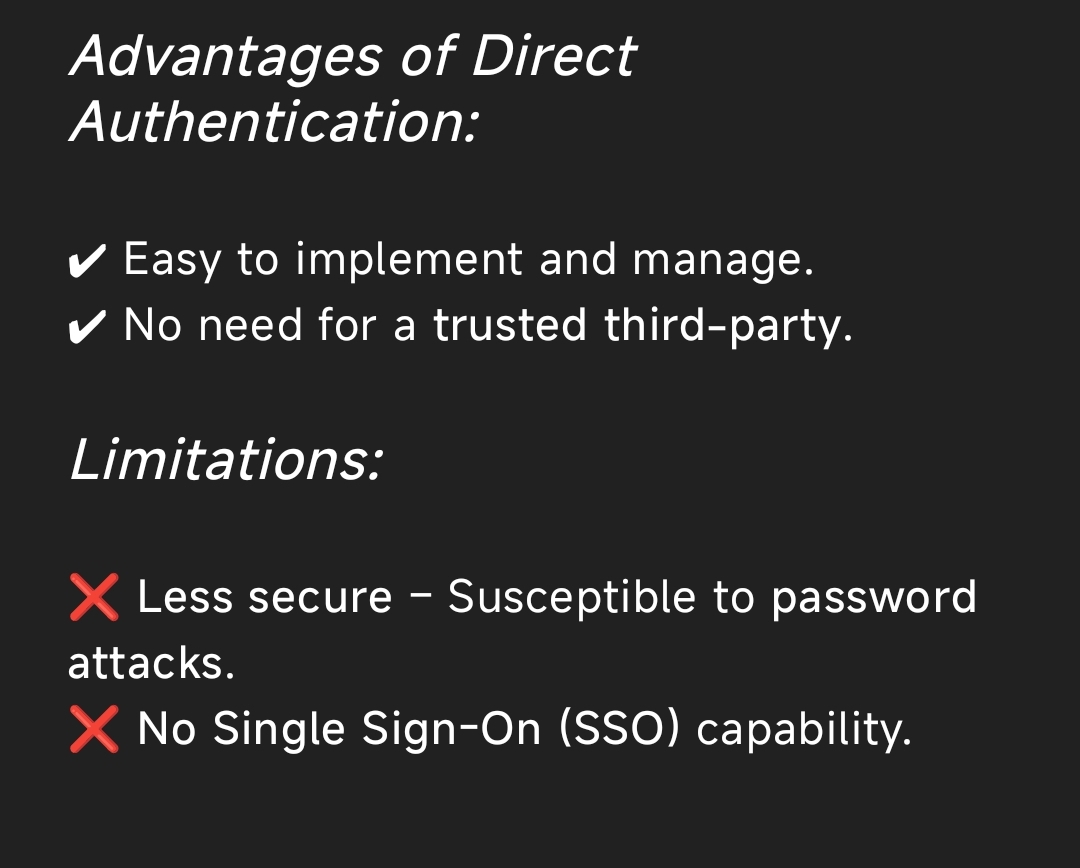 Advantages of Direct
Authentication:
✔ Easy to implement and manage.
✔ No need for a trusted third-party.
Limitations:
❌ Less secure – Susceptible to password
attacks.
❌ No Single Sign-On (SSO) capability.